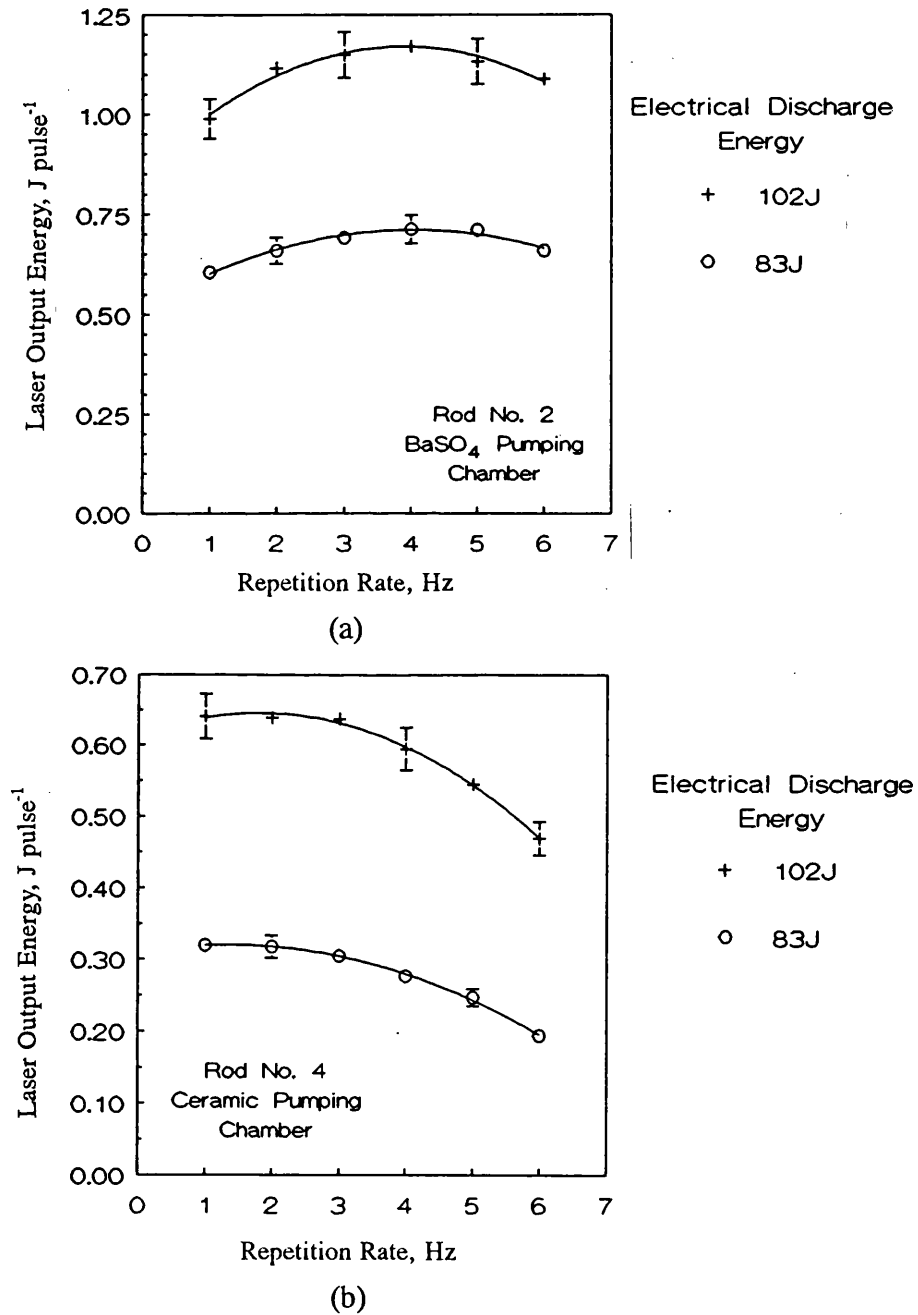 1.25
1.00
0.75
0.50
0.25
0.00
Laser Output Energy, J pulse⁻¹
0 1 2 3 4 5 6 7
Repetition Rate, Hz
Rod No. 2
BaSO₄ Pumping
Chamber
Electrical Discharge
Energy
+ 102J
o 83J
(a)
0.70
0.60
0.50
0.40
0.30
0.20
0.10
0.00
Laser Output Energy, J pulse⁻¹
0 1 2 3 4 5 6 7
Repetition Rate, Hz
Rod No. 4
Ceramic Pumping
Chamber
Electrical Discharge
Energy
+ 102J
o 83J
(b)